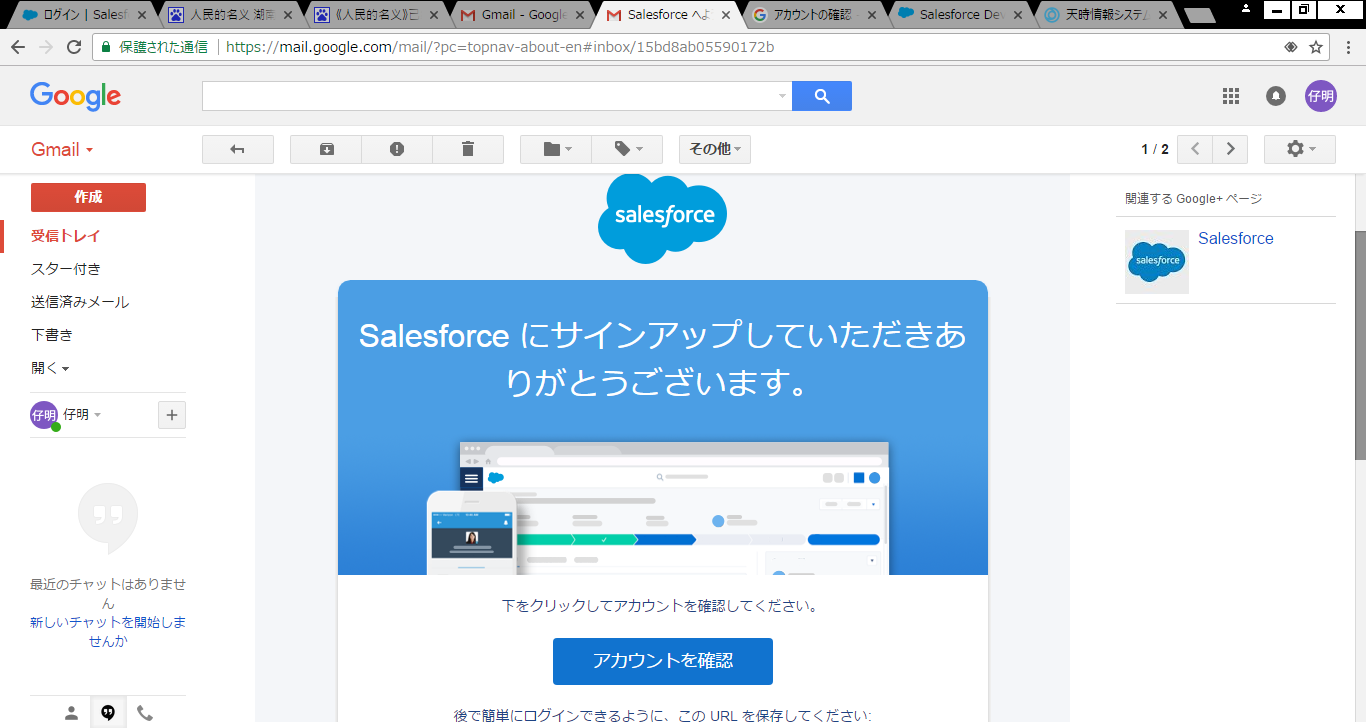 ログイン | Salesf
人民的名义 湖南
《人民的名义》已
Gmail - Google
Salesforce へよ
アカウントの確認 -
Salesforce Dev
天時情報システム
保護された通信
https://mail.google.com/mail/?pc=topnav-about-en#inbox/15bd8ab05590172b
Google
仔明
Gmail
その他
1 / 2
作成
受信トレイ
スター付き
送信済みメール
下書き
開く
仔明
仔明
最近のチャットはありませ
ん
新しいチャットを開始しま
せんか
salesforce
Salesforce にサインアップしていただきあ
りがとうございます。
下をクリックしてアカウントを確認してください。
アカウントを確認
後で簡単にログインできるように、この URL を保存してください:
関連する Google+ ページ
salesforce
Salesforce